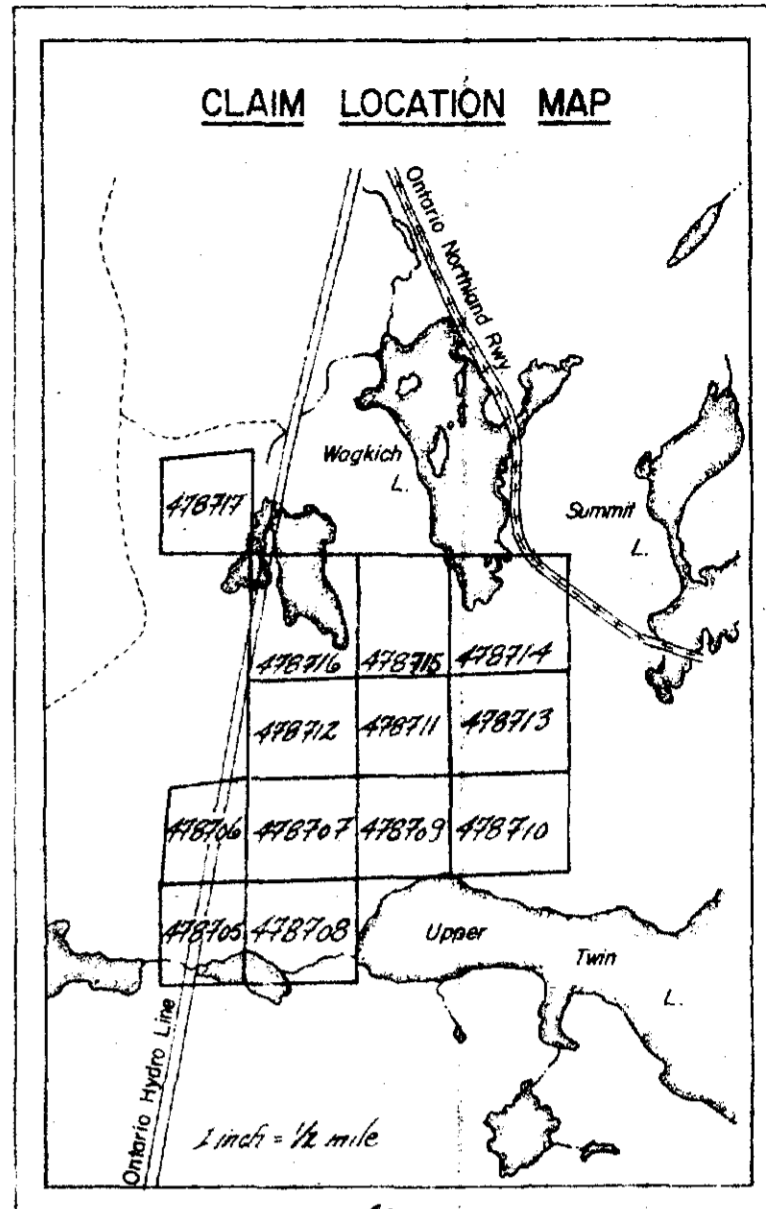 CLAIM LOCATION MAP
Ontario Northland Rwy
Wogkich
L.
478717
Summit
L.
478716 478715 478714
478712 478711 478713
478706 478707 478709 478710
478705 478708
Upper
Twin
L.
Ontario Hydro Line
1 inch = 1/2 mile